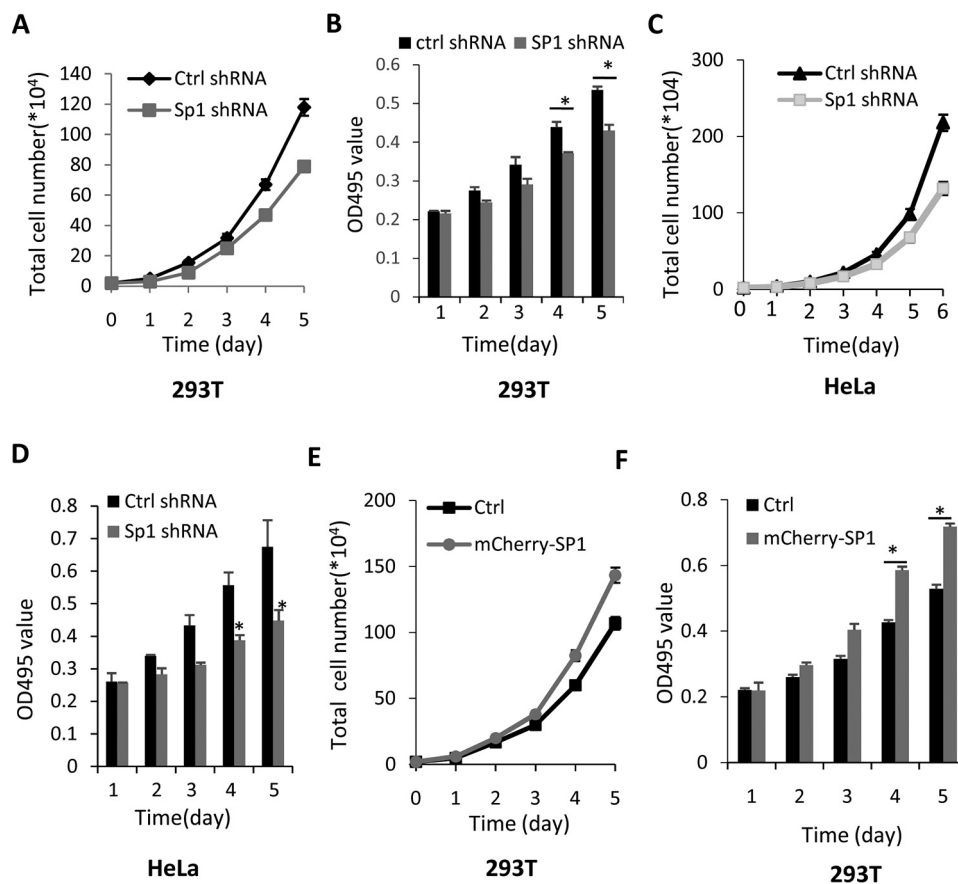 A
Ctrl shRNA
Sp1 shRNA
Total cell number(*10⁴)
140
120
100
80
60
40
20
0
0 1 2 3 4 5
Time (day)
293T
B
ctrl shRNA SP1 shRNA
OD495 value
0.6
0.5
0.4
0.3
0.2
0.1
0
* *
1 2 3 4 5
Time(day)
293T
C
Ctrl shRNA
Sp1 shRNA
Total cell number(*104)
300
200
100
0
0 1 2 3 4 5 6
Time(day)
HeLa
D
Ctrl shRNA
Sp1 shRNA
OD495 value
0.8
0.7
0.6
0.5
0.4
0.3
0.2
0.1
0
* *
1 2 3 4 5
Time(day)
HeLa
E
Ctrl
mCherry-SP1
Total cell number(*10⁴)
200
150
100
50
0
0 1 2 3 4 5
Time (day)
293T
F
Ctrl
mCherry-SP1
OD495 value
0.8
0.6
0.4
0.2
0
* *
1 2 3 4 5
Time (day)
293T